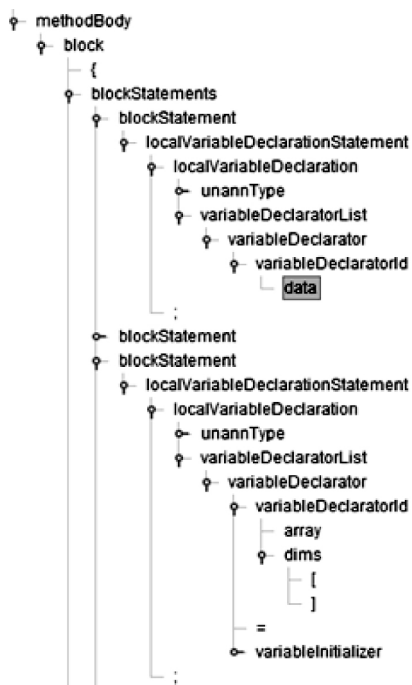 methodBody
block
{
blockStatements
blockStatement
localVariableDeclarationStatement
localVariableDeclaration
unannType
variableDeclaratorList
variableDeclarator
variableDeclaratorId
data
;
blockStatement
blockStatement
localVariableDeclarationStatement
localVariableDeclaration
unannType
variableDeclaratorList
variableDeclarator
variableDeclaratorId
array
dims
[
]
=
variableInitializer
;